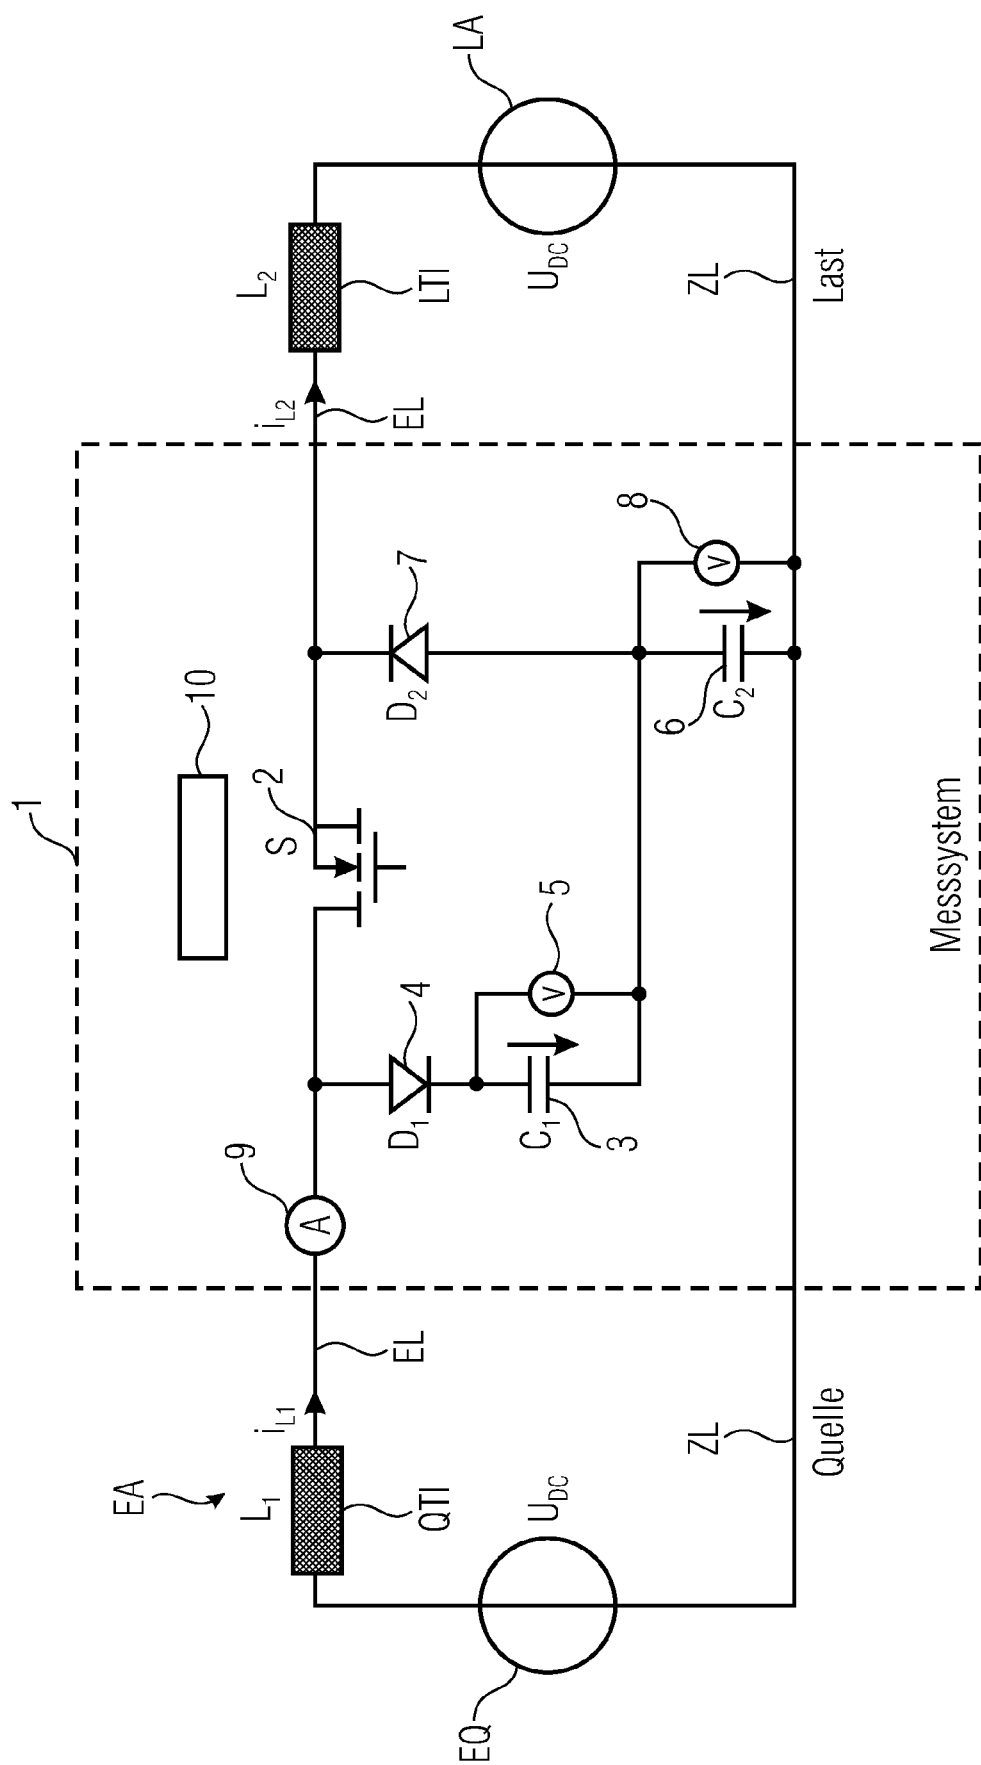 1
10
EA
L₁
QTI
iL1
EL
9
A
S
2
iL2
EL
L₂
LTI
LA
D₁
4
D₂
7
C₁
3
V
5
6
C₂
V
8
EQ
UDC
UDC
ZL
Quelle
ZL
Last
Messsystem